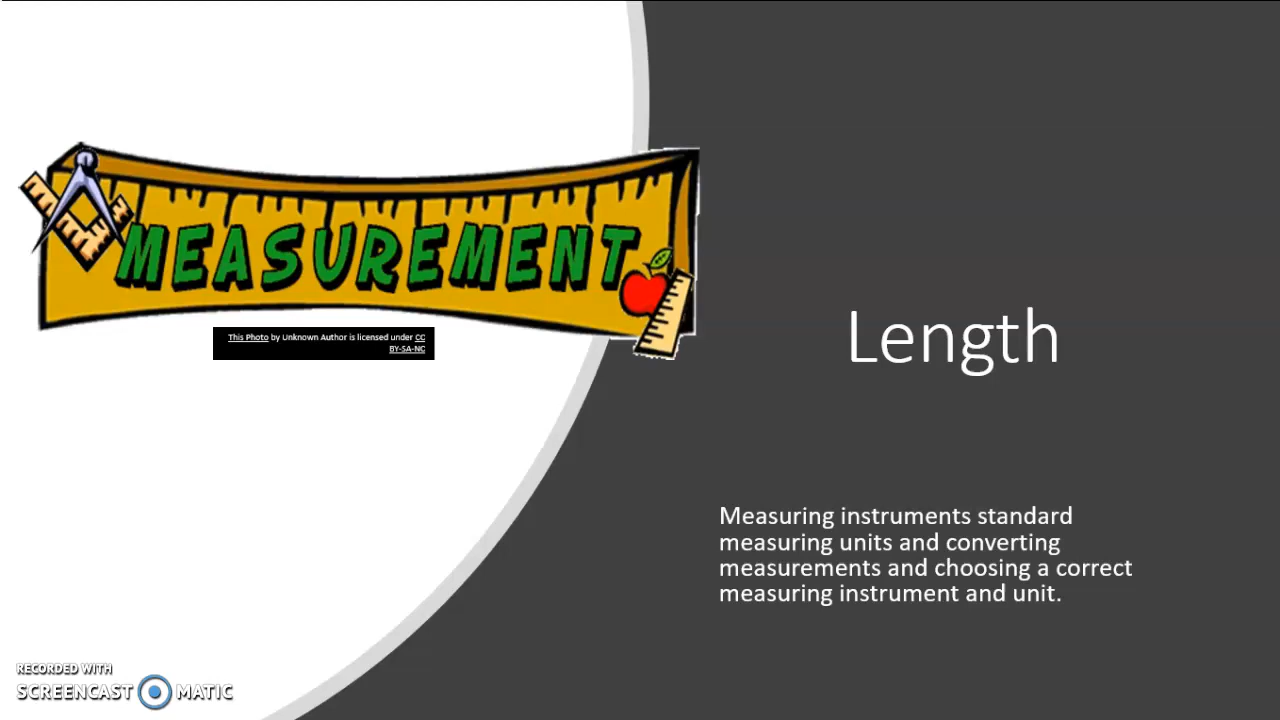 MEASUREMENT
This Photo by Unknown Author is licensed under CC
BY-SA-NC
Length
Measuring instruments standard
measuring units and converting
measurements and choosing a correct
measuring instrument and unit.
RECORDED WITH
SCREENCAST MATIC